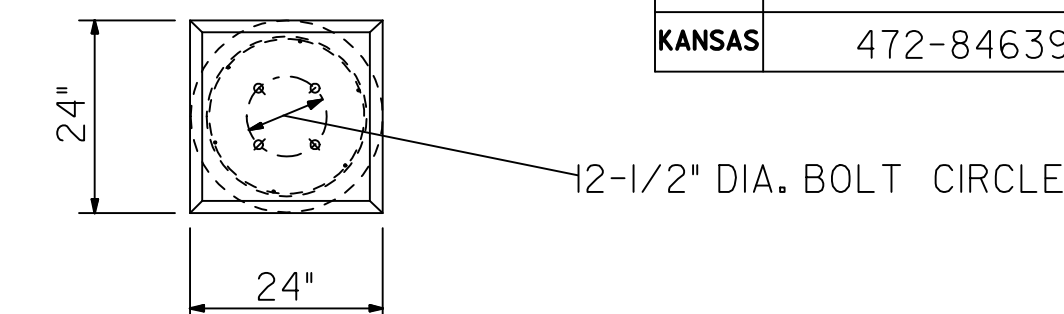 KANSAS 472-84639
24"
12-1/2" DIA. BOLT CIRCLE
24"